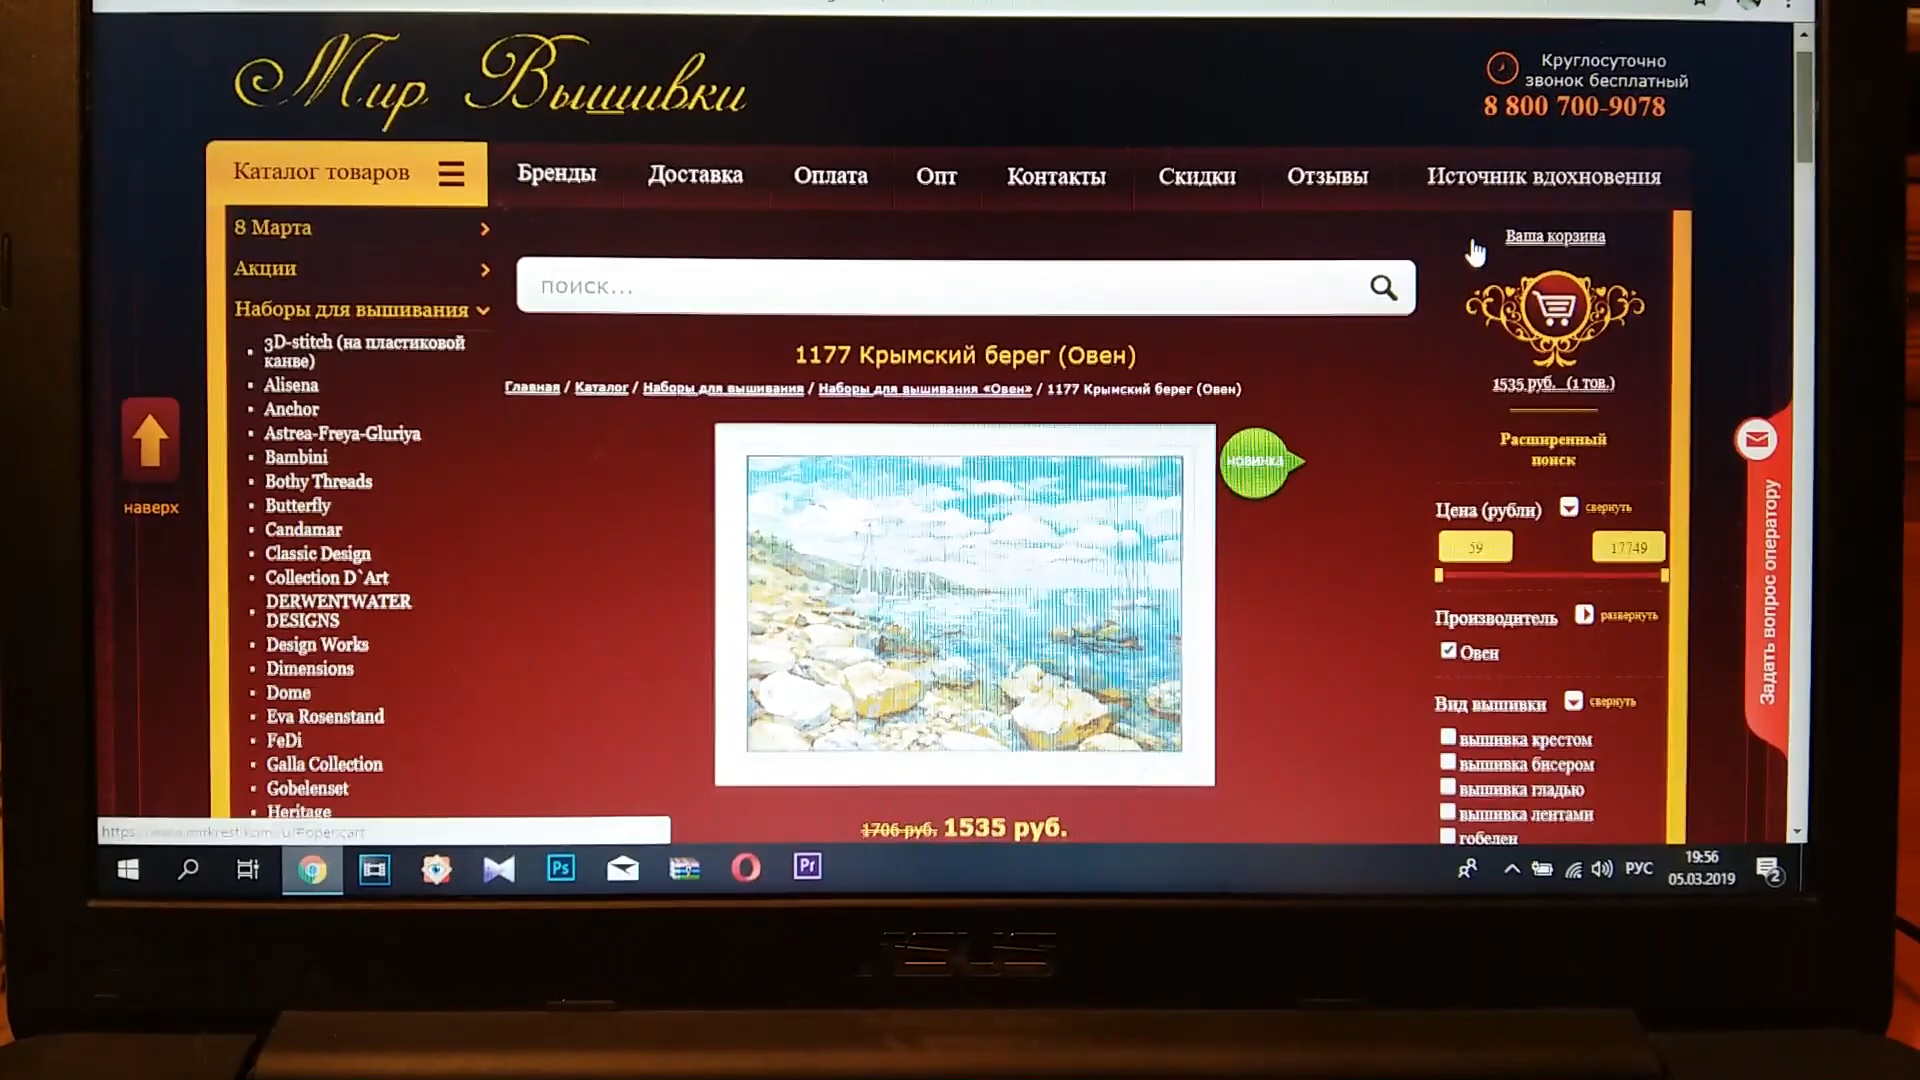 Мир Вышивки
Круглосуточно
звонок бесплатный
8 800 700-9078
Каталог товаров
Бренды
Доставка
Оплата
Опт
Контакты
Скидки
Отзывы
Источник вдохновения
8 Марта
Акции
Наборы для вышивания
3D-stitch (на пластиковой
канве)
Alisena
Anchor
Astrea-Freya-Gluriya
Bambini
Bothy Threads
Butterfly
Candamar
Classic Design
Collection D`Art
DERWENTWATER
DESIGNS
Design Works
Dimensions
Dome
Eva Rosenstand
FeDi
Galla Collection
Gobelenset
Heritage
наверх
поиск...
1177 Крымский берег (Овен)
Главная / Каталог / Наборы для вышивания / Наборы для вышивания «Овен» / 1177 Крымский берег (Овен)
новинка
1706 руб. 1535 руб.
Ваша корзина
1535 руб. (1 тов.)
Расширенный
поиск
Цена (рубли)
свернуть
59
17749
Производитель
развернуть
Овен
Вид вышивки
свернуть
вышивка крестом
вышивка бисером
вышивка гладью
вышивка лентами
гобелен
Задать вопрос оператору
Ps
Pr
РУС
19:56
05.03.2019
2
ASUS